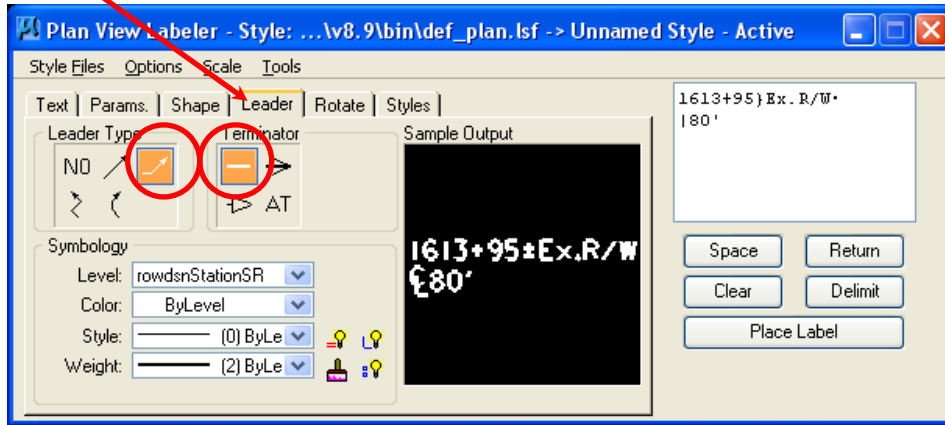 Plan View Labeler - Style: ...\v8.9\bin\def_plan.lsf -> Unnamed Style - Active
Style Files Options Scale Tools
Text Params. Shape Leader Rotate Styles
Leader Type Terminator Sample Output
NO
AT
Symbology
Level: rowdsnStationSR
Color: ByLevel
Style: (0) ByLe
Weight: (2) ByLe
1613+95±Ex.R/W
℄80'
1613+95}Ex.R/W·
|80'
Space Return
Clear Delimit
Place Label